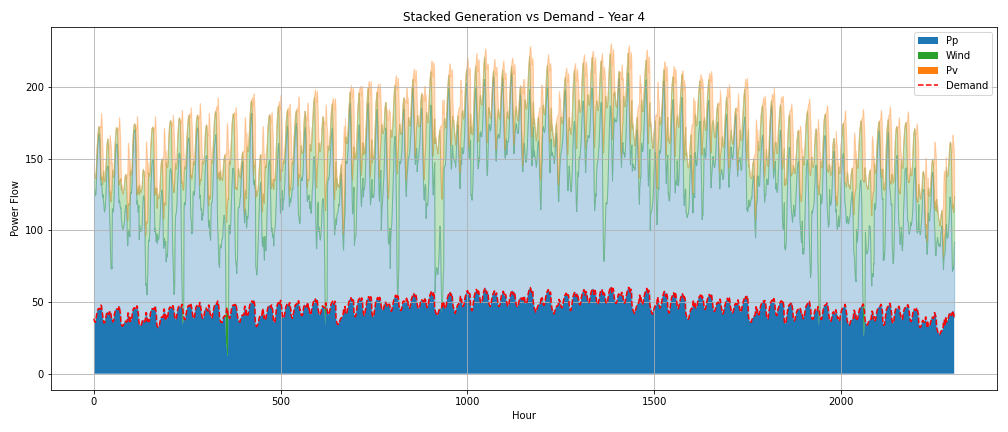 Stacked Generation vs Demand – Year 4
Pp
Wind
Pv
Demand
Power Flow
200
150
100
50
0
0
500
1000
1500
2000
Hour